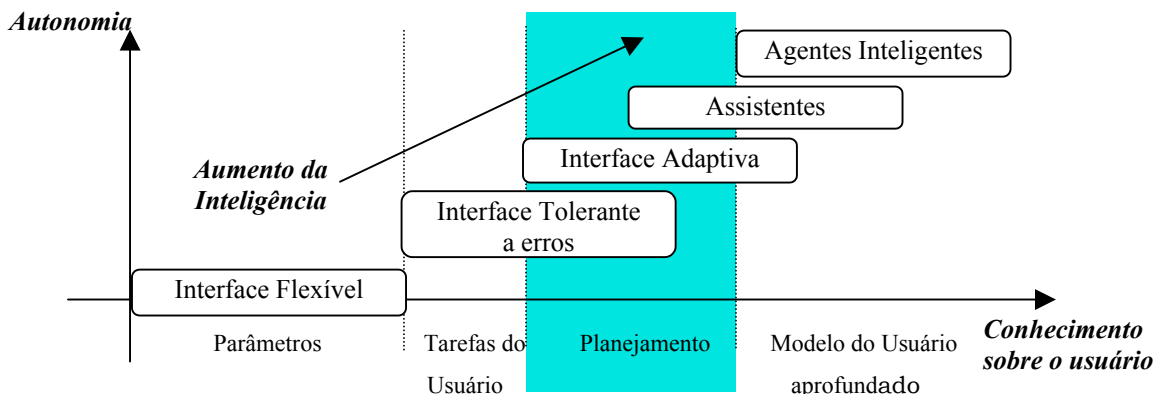 Autonomia
Agentes Inteligentes
Assistentes
Interface Adaptiva
Aumento da
Inteligência
Interface Tolerante
a erros
Interface Flexível
Parâmetros
Tarefas do
Usuário
Planejamento
Modelo do Usuário
aprofundado
Conhecimento
sobre o usuário